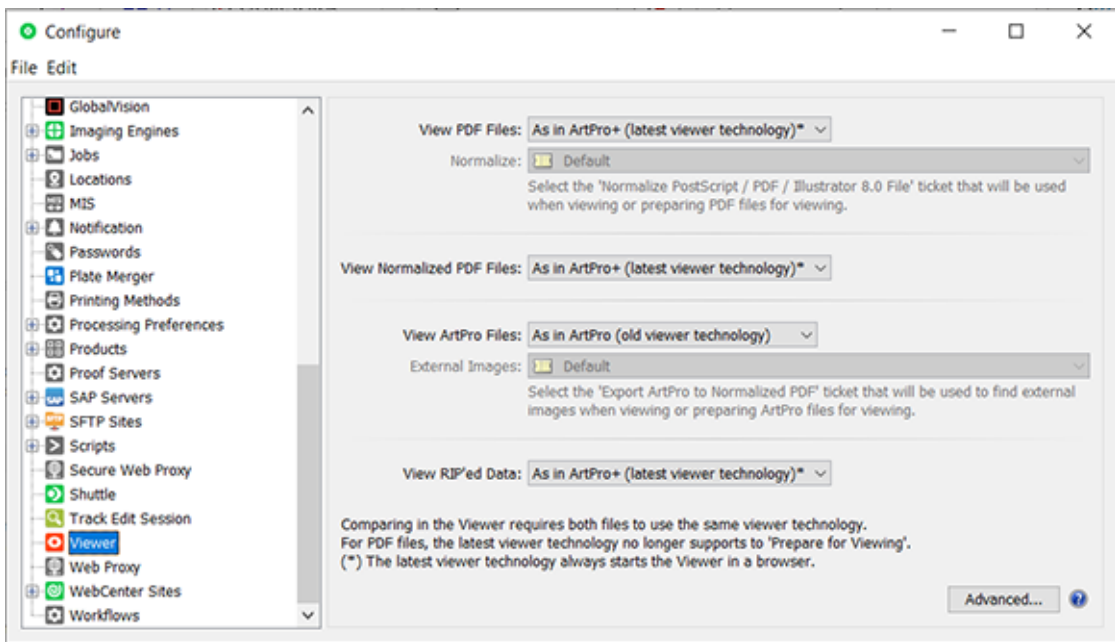 Configure
File Edit
GlobalVision
Imaging Engines
Jobs
Locations
MIS
Notification
Passwords
Plate Merger
Printing Methods
Processing Preferences
Products
Proof Servers
SAP Servers
SFTP Sites
Scripts
Secure Web Proxy
Shuttle
Track Edit Session
Viewer
Web Proxy
WebCenter Sites
Workflows
View PDF Files: As in ArtPro+ (latest viewer technology)*
Normalize: Default
Select the 'Normalize PostScript / PDF / Illustrator 8.0 File' ticket that will be used
when viewing or preparing PDF files for viewing.
View Normalized PDF Files: As in ArtPro+ (latest viewer technology)*
View ArtPro Files: As in ArtPro (old viewer technology)
External Images: Default
Select the 'Export ArtPro to Normalized PDF' ticket that will be used to find external
images when viewing or preparing ArtPro files for viewing.
View RIP'ed Data: As in ArtPro+ (latest viewer technology)*
Comparing in the Viewer requires both files to use the same viewer technology.
For PDF files, the latest viewer technology no longer supports to 'Prepare for Viewing'.
(*) The latest viewer technology always starts the Viewer in a browser.
Advanced... ?